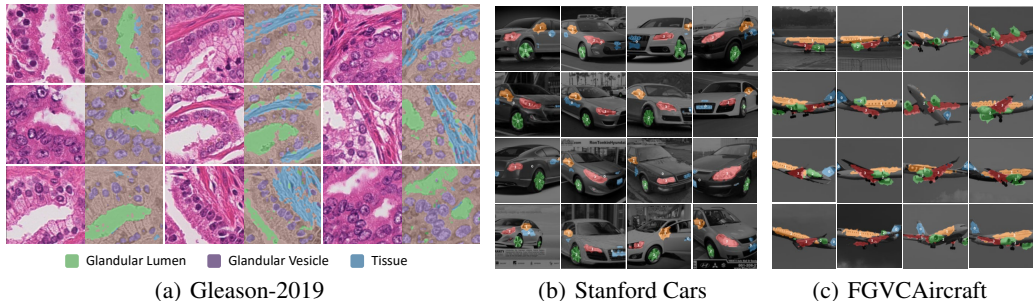 Glandular Lumen Glandular Vesicle Tissue
(a) Gleason-2019 (b) Stanford Cars (c) FGVCAircraft